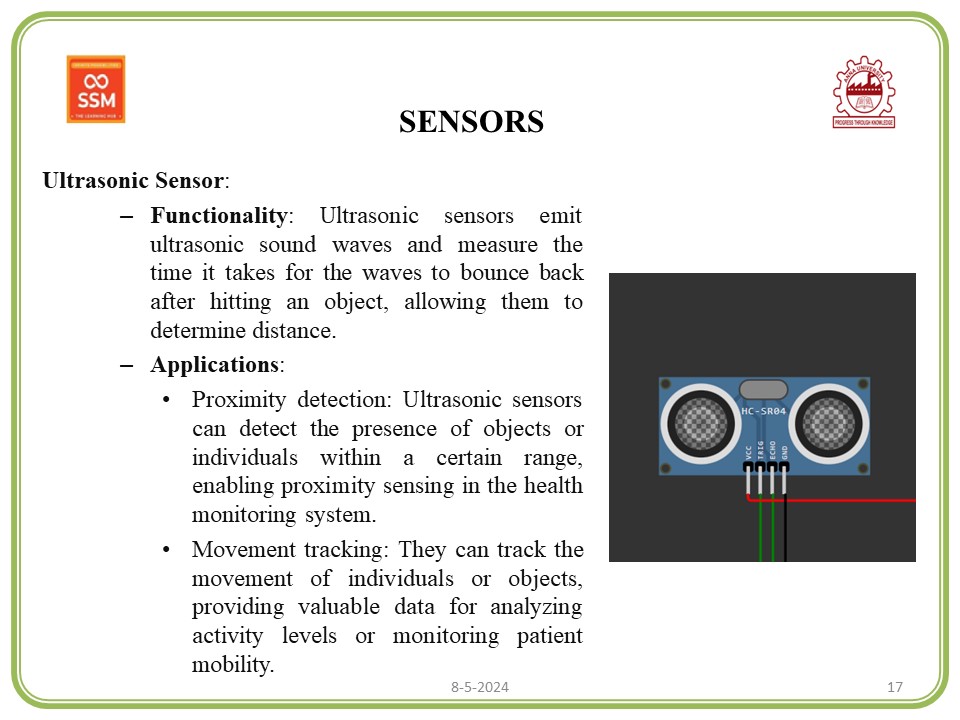 SSM
THE LEARNING HUB
ANNA UNIVERSITY
PROGRESS THROUGH KNOWLEDGE
SENSORS
Ultrasonic Sensor:
– Functionality: Ultrasonic sensors emit
ultrasonic sound waves and measure the
time it takes for the waves to bounce back
after hitting an object, allowing them to
determine distance.
– Applications:
• Proximity detection: Ultrasonic sensors
can detect the presence of objects or
individuals within a certain range,
enabling proximity sensing in the health
monitoring system.
• Movement tracking: They can track the
movement of individuals or objects,
providing valuable data for analyzing
activity levels or monitoring patient
mobility.
HC-SR04
VCC
TRIG
ECHO
GND
8-5-2024
17